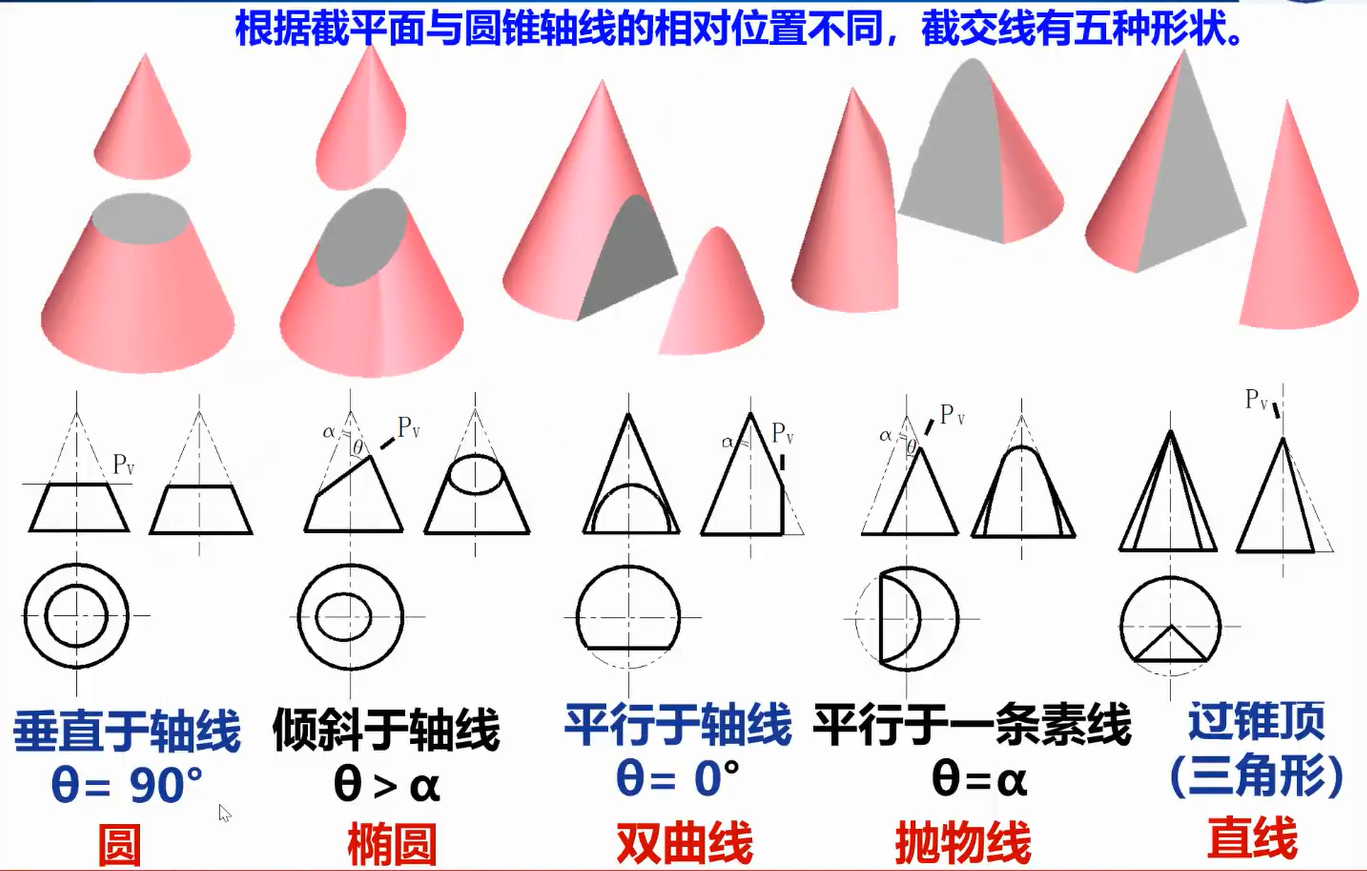 根据截平面与圆锥轴线的相对位置不同，截交线有五种形状。
Pv
α
θ
Pv
α
Pv
α
θ
Pv
Pv
垂直于轴线
θ= 90°
圆
倾斜于轴线
θ＞α
椭圆
平行于轴线
θ= 0°
双曲线
平行于一条素线
θ=α
抛物线
过锥顶
(三角形)
直线